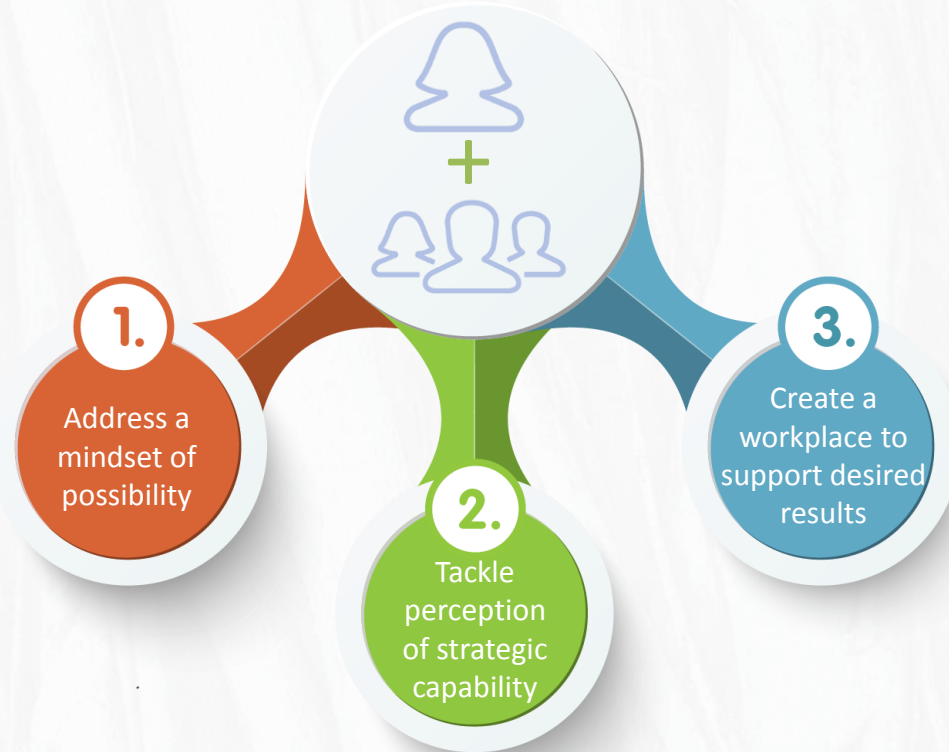 1.
Address a
mindset of
possibility
2.
Tackle
perception
of strategic
capability
3.
Create a
workplace to
support desired
results